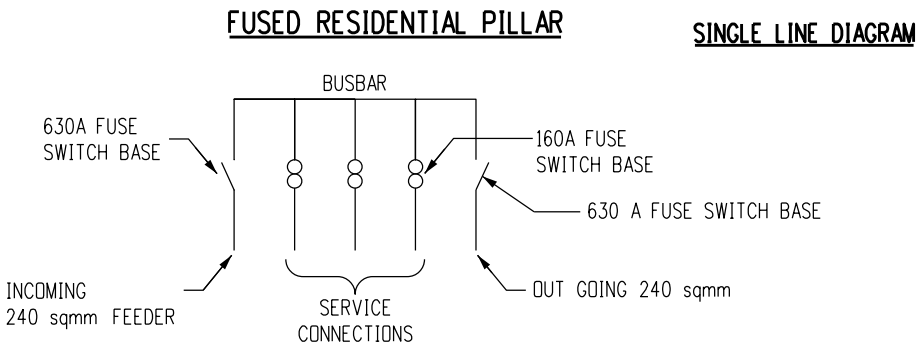 FUSED RESIDENTIAL PILLAR
SINGLE LINE DIAGRAM
BUSBAR
630A FUSE
SWITCH BASE
160A FUSE
SWITCH BASE
630 A FUSE SWITCH BASE
INCOMING
240 sqmm FEEDER
OUT GOING 240 sqmm
SERVICE
CONNECTIONS